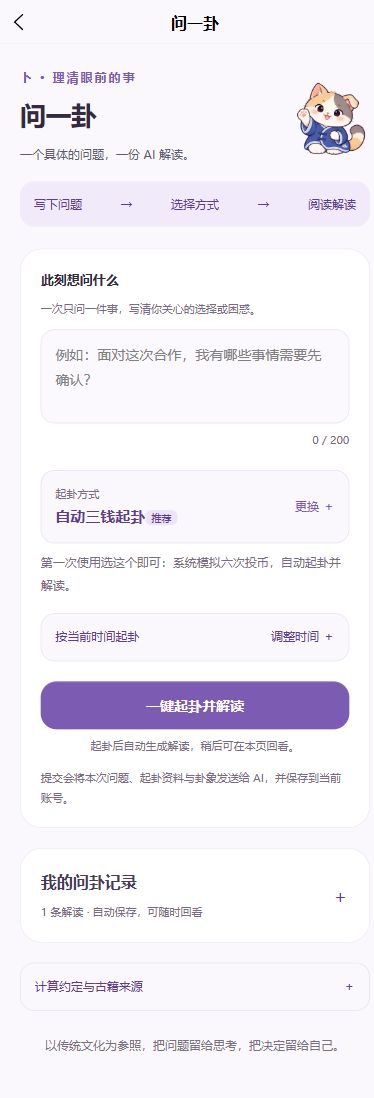 问一卦
卜 · 理清眼前的事
问一卦
一个具体的问题，一份 AI 解读。
写下问题 → 选择方式 → 阅读解读
此刻想问什么
一次只问一件事，写清你关心的选择或困惑。
例如：面对这次合作，我有哪些事情需要先
确认？
0 / 200
起卦方式
自动三钱起卦 推荐
更换 +
第一次使用选这个即可：系统模拟六次投币，自动起卦并
解读。
按当前时间起卦 调整时间 +
一键起卦并解读
起卦后自动生成解读，稍后可在本页回看。
提交会将本次问题、起卦资料与卦象发送给 AI，并保存到当前
账号。
我的问卦记录
1 条解读 · 自动保存，可随时回看
+
计算约定与古籍来源 +
以传统文化为参照，把问题留给思考，把决定留给自己。